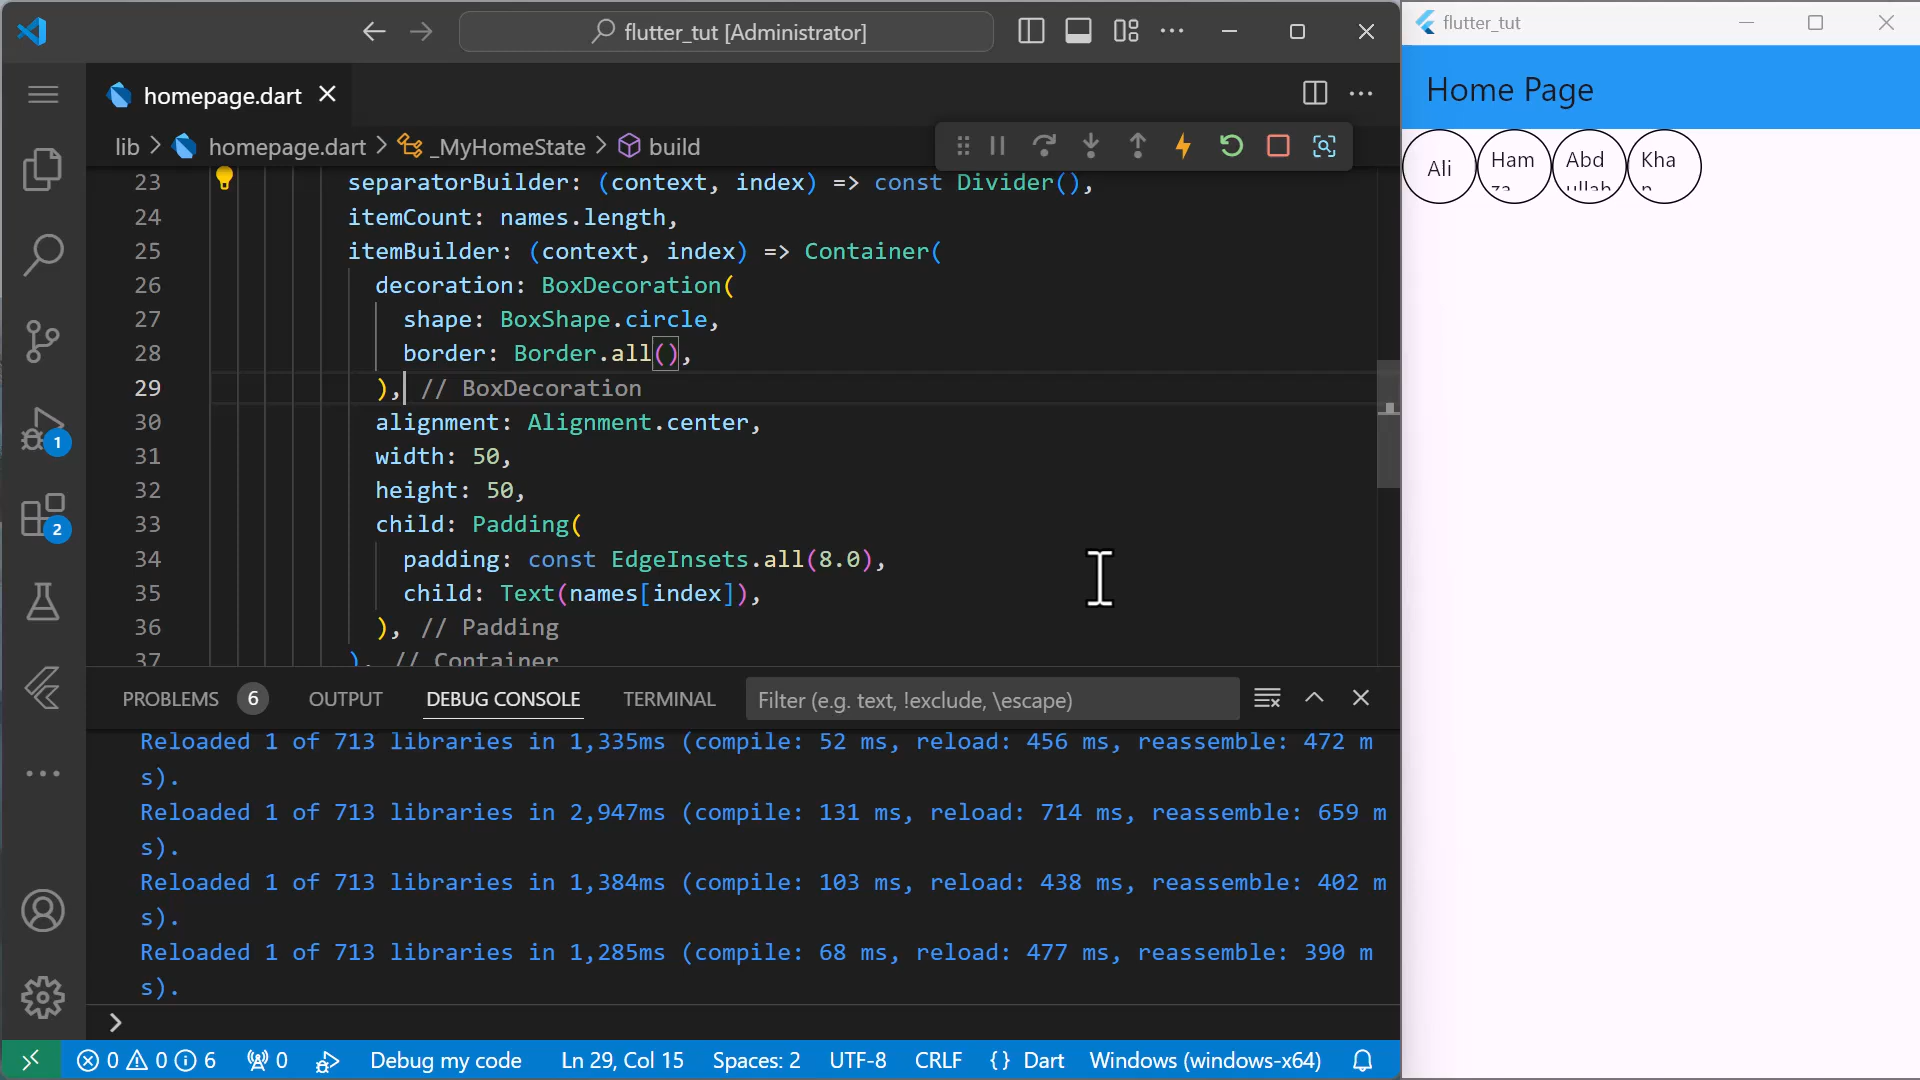 flutter_tut [Administrator]
homepage.dart
lib > homepage.dart > _MyHomeState > build
23 separatorBuilder: (context, index) => const Divider(),
24 itemCount: names.length,
25 itemBuilder: (context, index) => Container(
26 decoration: BoxDecoration(
27 shape: BoxShape.circle,
28 border: Border.all(),
29 ), // BoxDecoration
30 alignment: Alignment.center,
31 width: 50,
32 height: 50,
33 child: Padding(
34 padding: const EdgeInsets.all(8.0),
35 child: Text(names[index]),
36 ), // Padding
37 ), // Container
1
2
PROBLEMS 6 OUTPUT DEBUG CONSOLE TERMINAL Filter (e.g. text, !exclude, \escape)
Reloaded 1 of 713 libraries in 1,335ms (compile: 52 ms, reload: 456 ms, reassemble: 472 m
s).
Reloaded 1 of 713 libraries in 2,947ms (compile: 131 ms, reload: 714 ms, reassemble: 659 m
s).
Reloaded 1 of 713 libraries in 1,384ms (compile: 103 ms, reload: 438 ms, reassemble: 402 m
s).
Reloaded 1 of 713 libraries in 1,285ms (compile: 68 ms, reload: 477 ms, reassemble: 390 m
s).
>
0 0 6 0 Debug my code Ln 29, Col 15 Spaces: 2 UTF-8 CRLF {} Dart Windows (windows-x64)
flutter_tut
Home Page
Ali
Ham
za
Abd
ullah
Kha
n